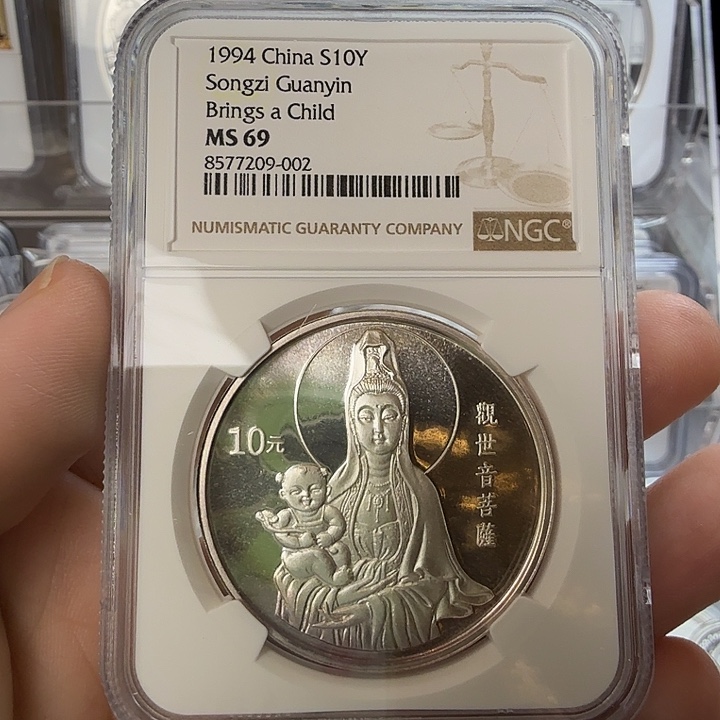 1994 China S10Y
Songzi Guanyin
Brings a Child
MS 69
8577209-002
NUMISMATIC GUARANTY COMPANY
NGC®
10元
觀世音菩薩